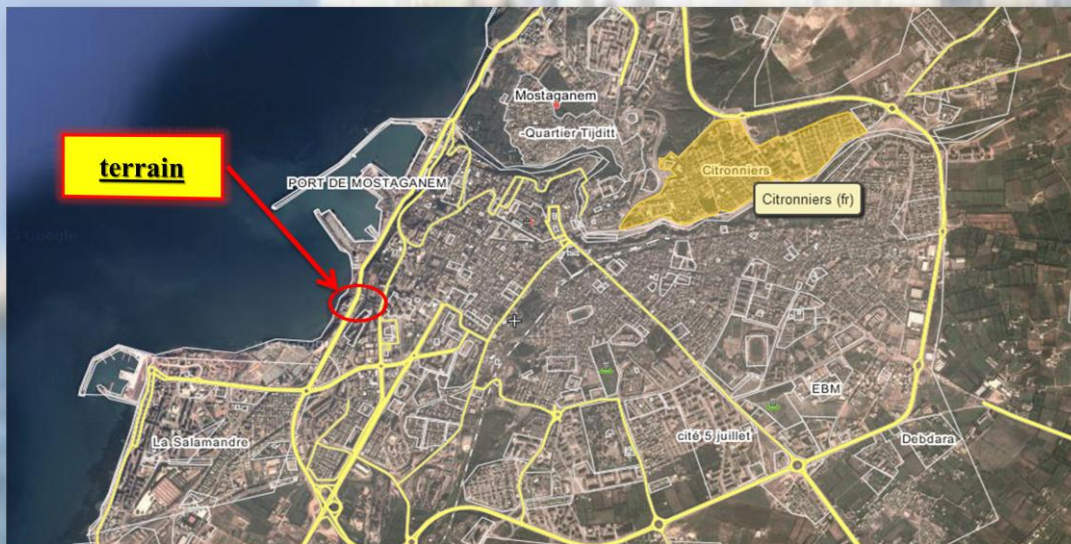 terrain
PORT DE MOSTAGANEM
Mostaganem
-Quartier Tijditt
Citronniers
Citronniers (fr)
La Salamandre
cité 5 juillet
EBM
Debdara